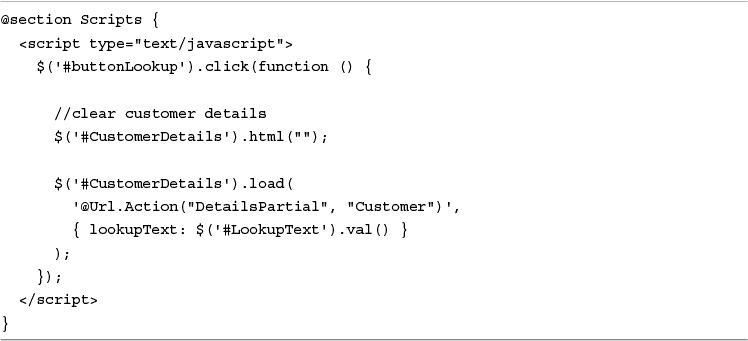 @section Scripts {
  <script type="text/javascript">
    $('#buttonLookup').click(function () {

      //clear customer details
      $('#CustomerDetails').html("");

      $('#CustomerDetails').load(
        '@Url.Action("DetailsPartial", "Customer")',
        { lookupText: $('#LookupText').val() }
      );
    });
  </script>
}